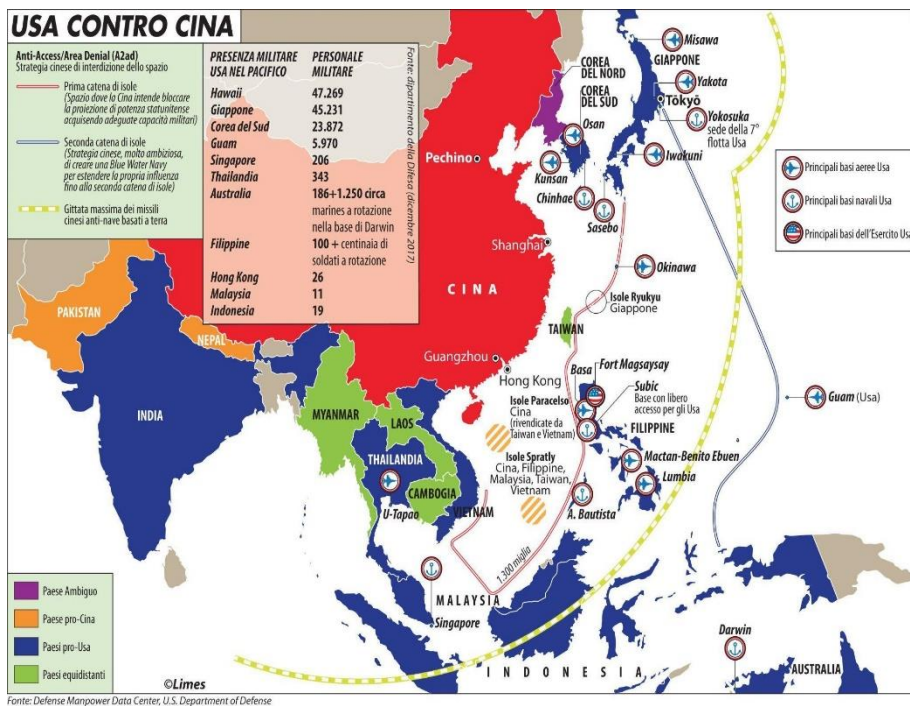 USA CONTRO CINA
Anti-Access/Area Denial (A2ad)
Strategia cinese di interdizione dello spazio
Prima catena di isole
(Spazio dove la Cina intende bloccare
la proiezione di potenza statunitense
acquisendo adeguate capacità militari)
Seconda catena di isole
(Strategia cinese, molto ambiziosa,
di creare una Blue Water Navy
per estendere la propria influenza
fino alla seconda catena di isole)
Gittata massima dei missili
cinesi anti-nave basati a terra
PRESENZA MILITARE
USA NEL PACIFICO
PERSONALE
MILITARE
Hawaii 47.269
Giappone 45.231
Corea del Sud 23.872
Guam 5.970
Singapore 206
Thailandia 343
Australia 186+1.250 circa
marines a rotazione
nella base di Darwin
Filippine 100 + centinaia di
soldati a rotazione
Hong Kong 26
Malaysia 11
Indonesia 19
Fonte: dipartimento della Difesa (dicembre 2017)
Misawa
GIAPPONE
COREA
DEL NORD
COREA
DEL SUD
Yakota
Tōkyō
Yokosuka
sede della 7°
flotta Usa
Osan
Iwakuni
Kunsan
Chinhae
Sasebo
Pechino
Shanghai
Okinawa
Isole Ryukyu
Giappone
CINA
TAIWAN
Guangzhou
Hong Kong
Principali basi aeree Usa
Principali basi navali Usa
Principali basi dell'Esercito Usa
PAKISTAN
NEPAL
INDIA
MYANMAR
LAOS
THAILANDIA
U-Tapao
CAMBOGIA
VIETNAM
Isole Paracelso
Cina
(rivendicate da
Taiwan e Vietnam)
Isole Spratly
Cina, Filippine,
Malaysia, Taiwan,
Vietnam
Basa
Fort Magsaysay
Subic
Base con libero
accesso per gli Usa
FILIPPINE
Mactan-Benito Ebuen
Lumbia
A. Bautista
Guam (Usa)
1.300 miglia
MALAYSIA
Singapore
INDONESIA
Darwin
AUSTRALIA
Paese Ambiguo
Paese pro-Cina
Paesi pro-Usa
Paesi equidistanti
©Limes
Fonte: Defense Manpower Data Center, U.S. Department of Defense